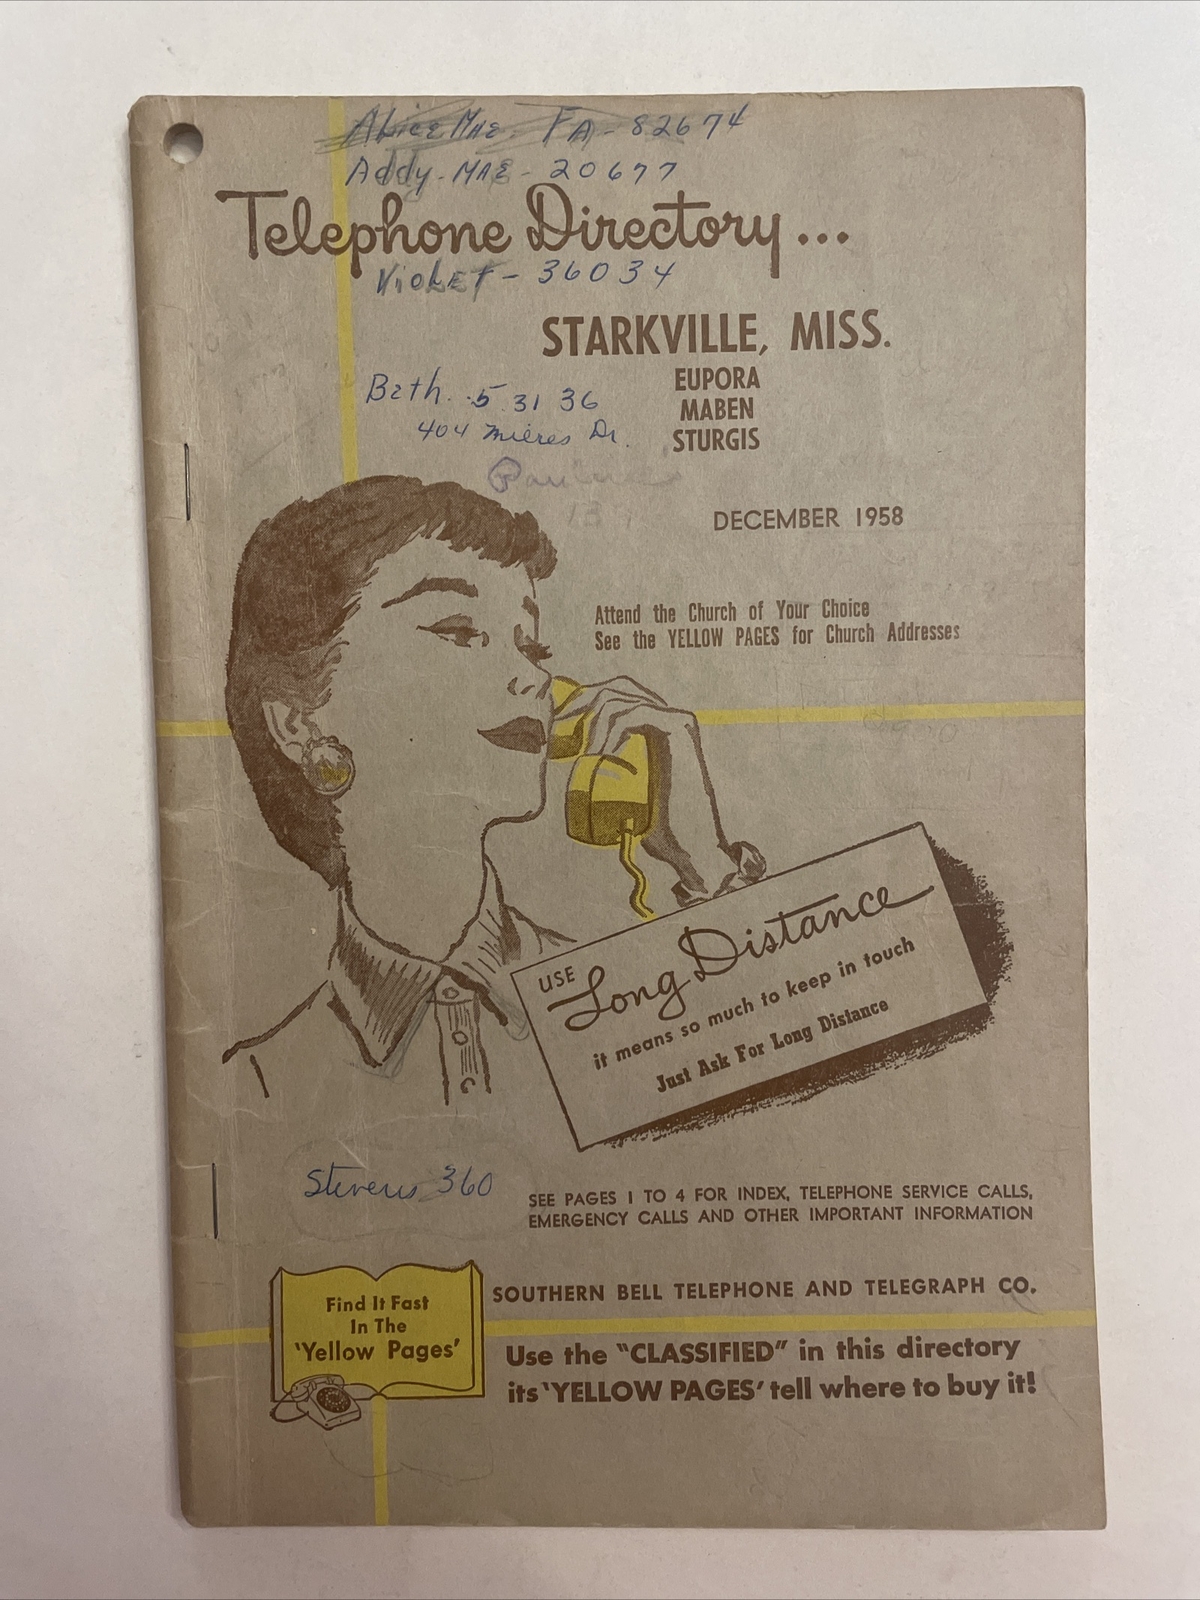 Alice Mae. FA-82674
Addy-MAE-20677
Telephone Directory...
Violet-36034
STARKVILLE, MISS.
EUPORA
MABEN
STURGIS
Beth. 5 31 36
404 Dr.
DECEMBER 1958
Attend the Church of Your Choice
See the YELLOW PAGES for Church Addresses
USE Long Distance
it means so much to keep in touch
Just Ask For Long Distance
Stevens 360
SEE PAGES 1 TO 4 FOR INDEX, TELEPHONE SERVICE CALLS,
EMERGENCY CALLS AND OTHER IMPORTANT INFORMATION
SOUTHERN BELL TELEPHONE AND TELEGRAPH CO.
Find It Fast
In The
'Yellow Pages'
Use the "CLASSIFIED" in this directory
its 'YELLOW PAGES' tell where to buy it!